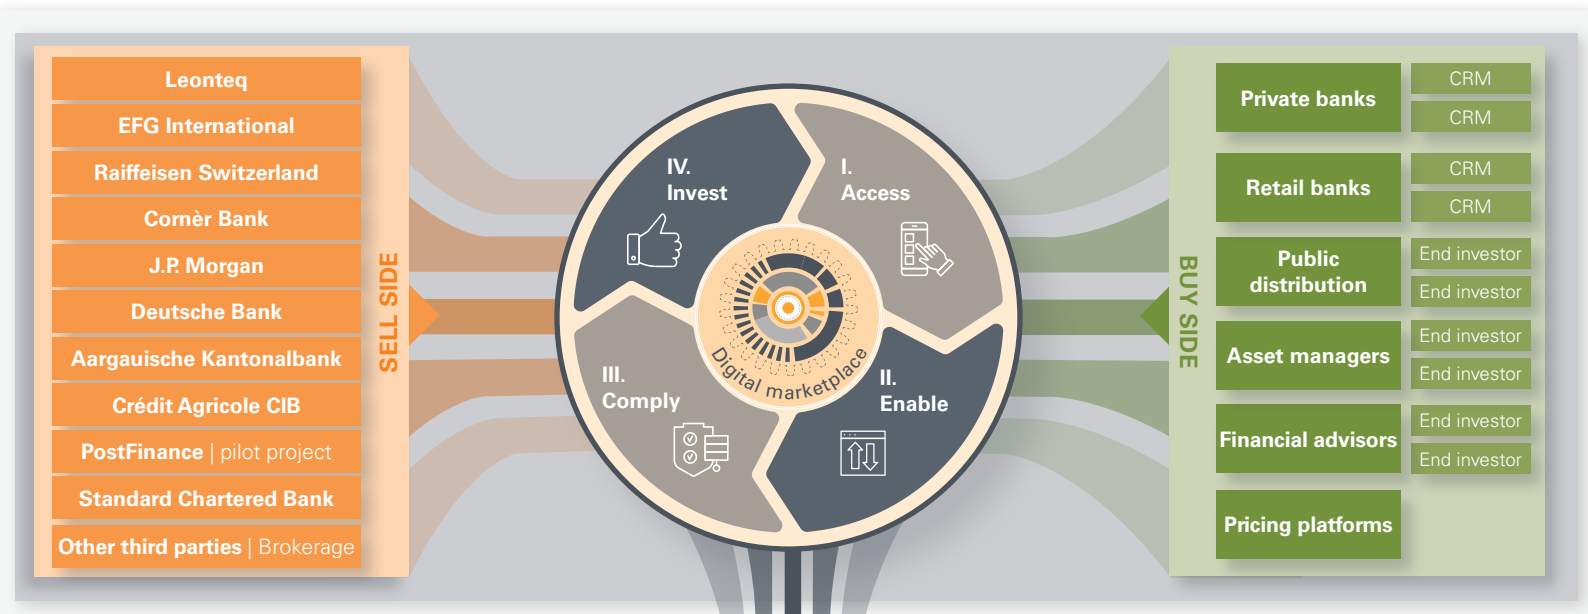 Leonteq
EFG International
Raiffeisen Switzerland
Cornèr Bank
J.P. Morgan
Deutsche Bank
Aargauische Kantonalbank
Crédit Agricole CIB
PostFinance | pilot project
Standard Chartered Bank
Other third parties | Brokerage
SELL SIDE
IV.
Invest
I.
Access
III.
Comply
II.
Enable
Digital marketplace
BUY SIDE
Private banks
CRM
CRM
Retail banks
CRM
CRM
Public
distribution
End investor
End investor
Asset managers
End investor
End investor
Financial advisors
End investor
End investor
Pricing platforms